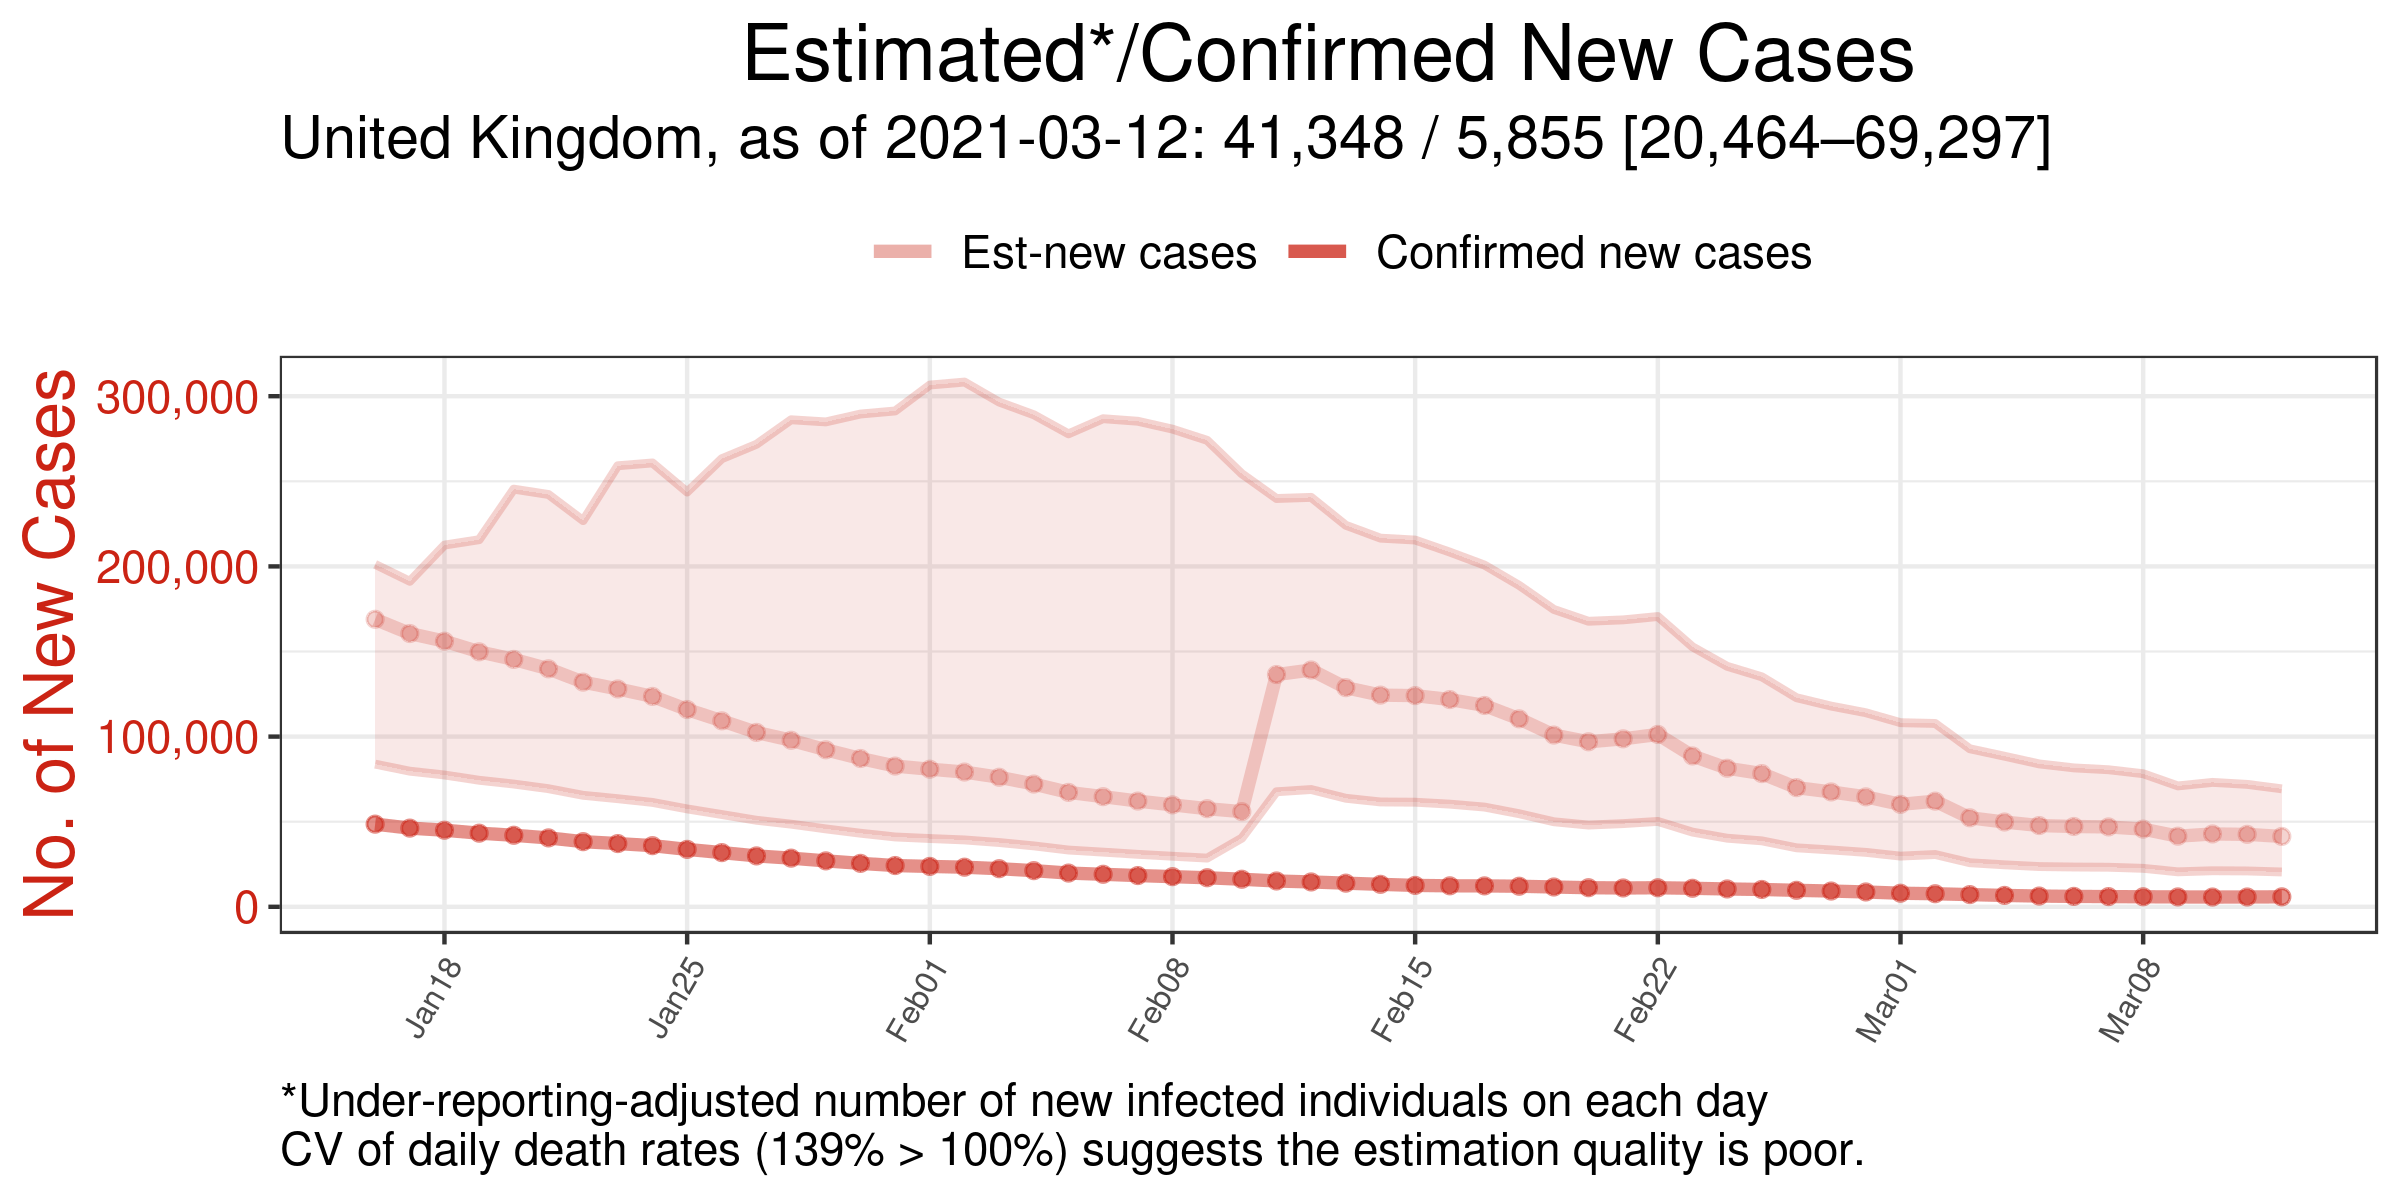 Estimated*/Confirmed New Cases
United Kingdom, as of 2021-03-12: 41,348 / 5,855 [20,464–69,297]
Est-new cases
Confirmed new cases
No. of New Cases
300,000
200,000
100,000
0
Jan18
Jan25
Feb01
Feb08
Feb15
Feb22
Mar01
Mar08
*Under-reporting-adjusted number of new infected individuals on each day
CV of daily death rates (139% > 100%) suggests the estimation quality is poor.